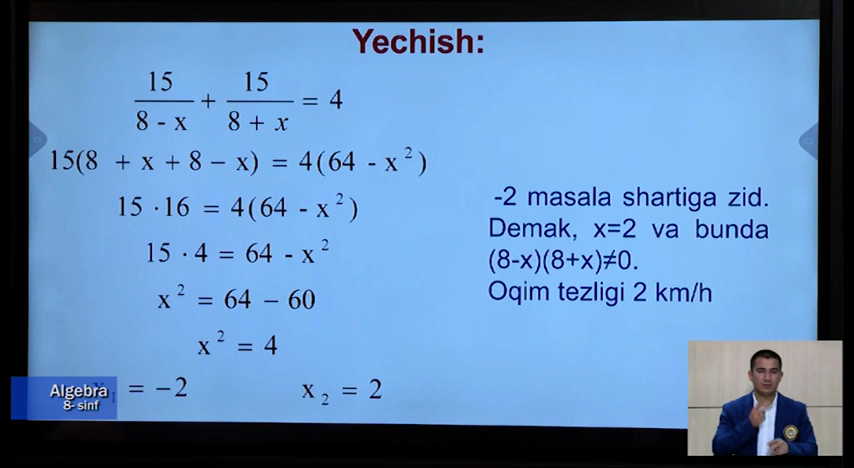 Yechish:
15/(8 - x) + 15/(8 + x) = 4
15(8 + x + 8 − x) = 4(64 - x²)
15 · 16 = 4(64 - x²)
15 · 4 = 64 - x²
x² = 64 − 60
x² = 4
x₁ = −2 x₂ = 2
-2 masala shartiga zid.
Demak, x=2 va bunda
(8-x)(8+x)≠0.
Oqim tezligi 2 km/h
Algebra
8- sinf